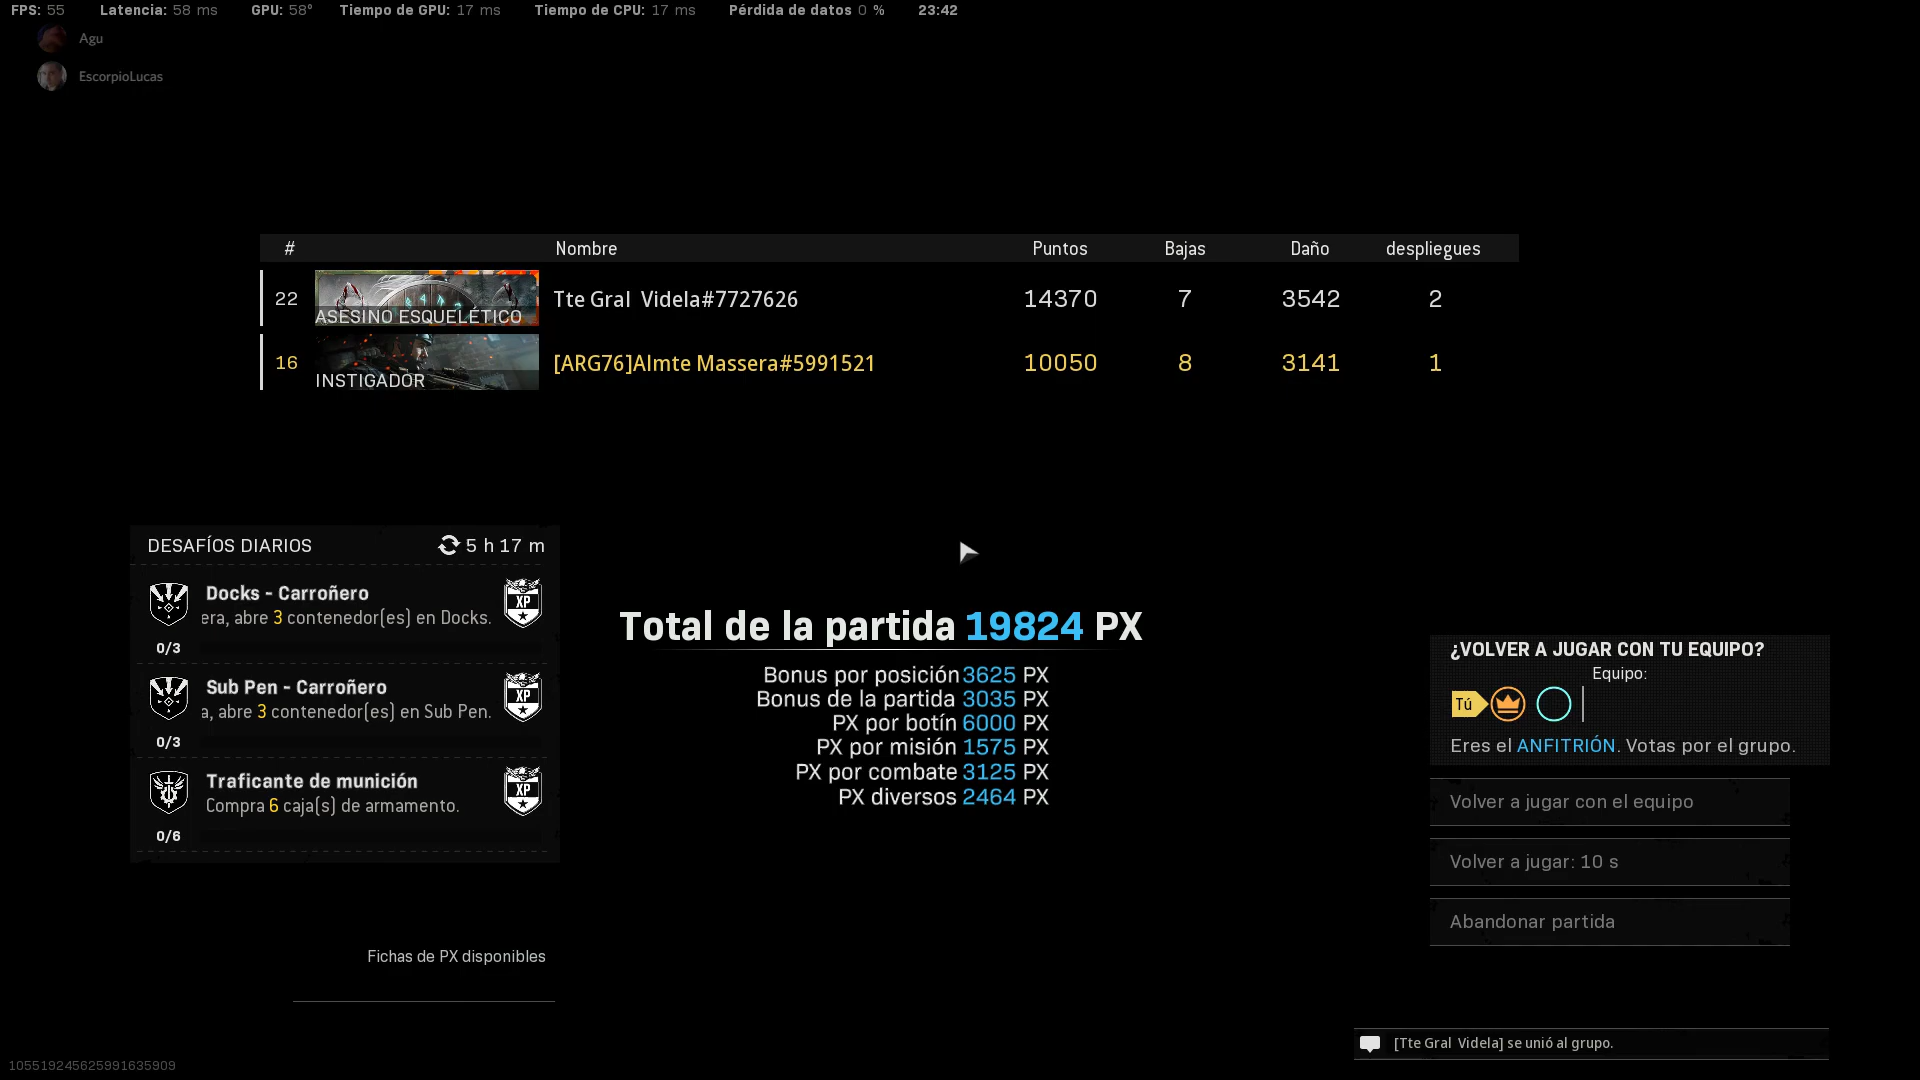 FPS: 55 Latencia: 58 ms GPU: 58° Tiempo de GPU: 17 ms Tiempo de CPU: 17 ms Pérdida de datos 0 % 23:42
Agu
EscorpioLucas
# Nombre Puntos Bajas Daño despliegues
22 ASESINO ESQUELÉTICO Tte Gral  Videla#7727626 14370 7 3542 2
16 INSTIGADOR [ARG76]Almte Massera#5991521 10050 8 3141 1
DESAFÍOS DIARIOS 5 h 17 m
Docks - Carroñero
era, abre 3 contenedor(es) en Docks.
XP
0/3
Sub Pen - Carroñero
a, abre 3 contenedor(es) en Sub Pen.
XP
0/3
Traficante de munición
Compra 6 caja(s) de armamento.
XP
0/6
Fichas de PX disponibles
Total de la partida 19824 PX
Bonus por posición 3625 PX
Bonus de la partida 3035 PX
PX por botín 6000 PX
PX por misión 1575 PX
PX por combate 3125 PX
PX diversos 2464 PX
¿VOLVER A JUGAR CON TU EQUIPO?
Equipo:
Tú
Eres el ANFITRIÓN. Votas por el grupo.
Volver a jugar con el equipo
Volver a jugar: 10 s
Abandonar partida
[Tte Gral  Videla] se unió al grupo.
105519245625991635909